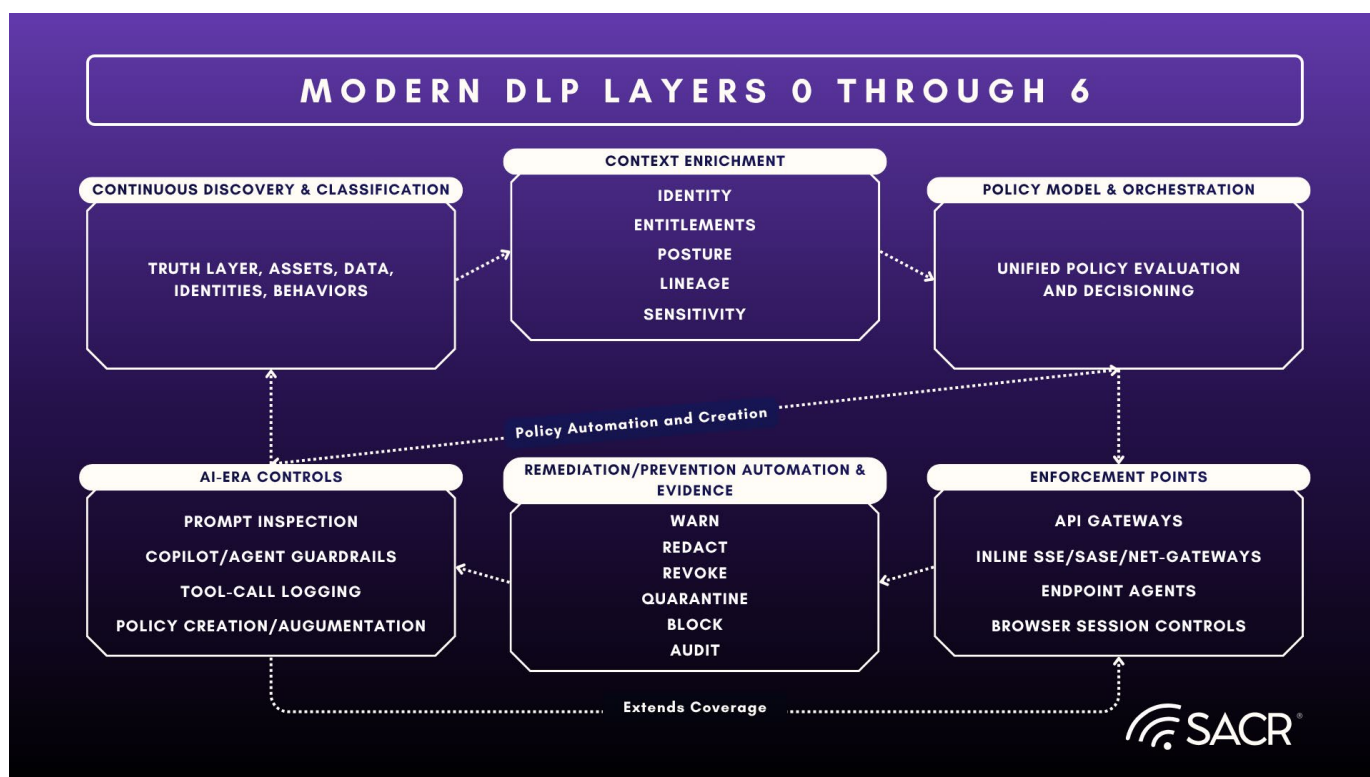 MODERN DLP LAYERS 0 THROUGH 6
CONTINUOUS DISCOVERY & CLASSIFICATION
TRUTH LAYER, ASSETS, DATA,
IDENTITIES, BEHAVIORS
CONTEXT ENRICHMENT
IDENTITY
ENTITLEMENTS
POSTURE
LINEAGE
SENSITIVITY
POLICY MODEL & ORCHESTRATION
UNIFIED POLICY EVALUATION
AND DECISIONING
Policy Automation and Creation
AI-ERA CONTROLS
PROMPT INSPECTION
COPILOT/AGENT GUARDRAILS
TOOL-CALL LOGGING
POLICY CREATION/AUGUMENTATION
REMEDIATION/PREVENTION AUTOMATION &
EVIDENCE
WARN
REDACT
REVOKE
QUARANTINE
BLOCK
AUDIT
ENFORCEMENT POINTS
API GATEWAYS
INLINE SSE/SASE/NET-GATEWAYS
ENDPOINT AGENTS
BROWSER SESSION CONTROLS
Extends Coverage
SACR®